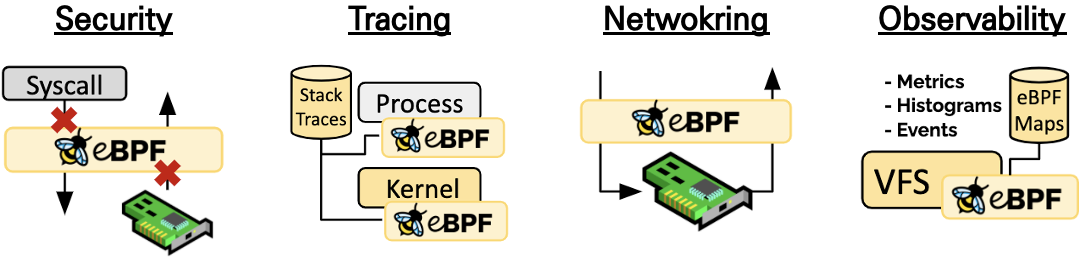 Security
Syscall
eBPF
Tracing
Stack
Traces
Process
eBPF
Kernel
eBPF
Netwokring
eBPF
Observability
- Metrics
- Histograms
- Events
eBPF
Maps
VFS
eBPF